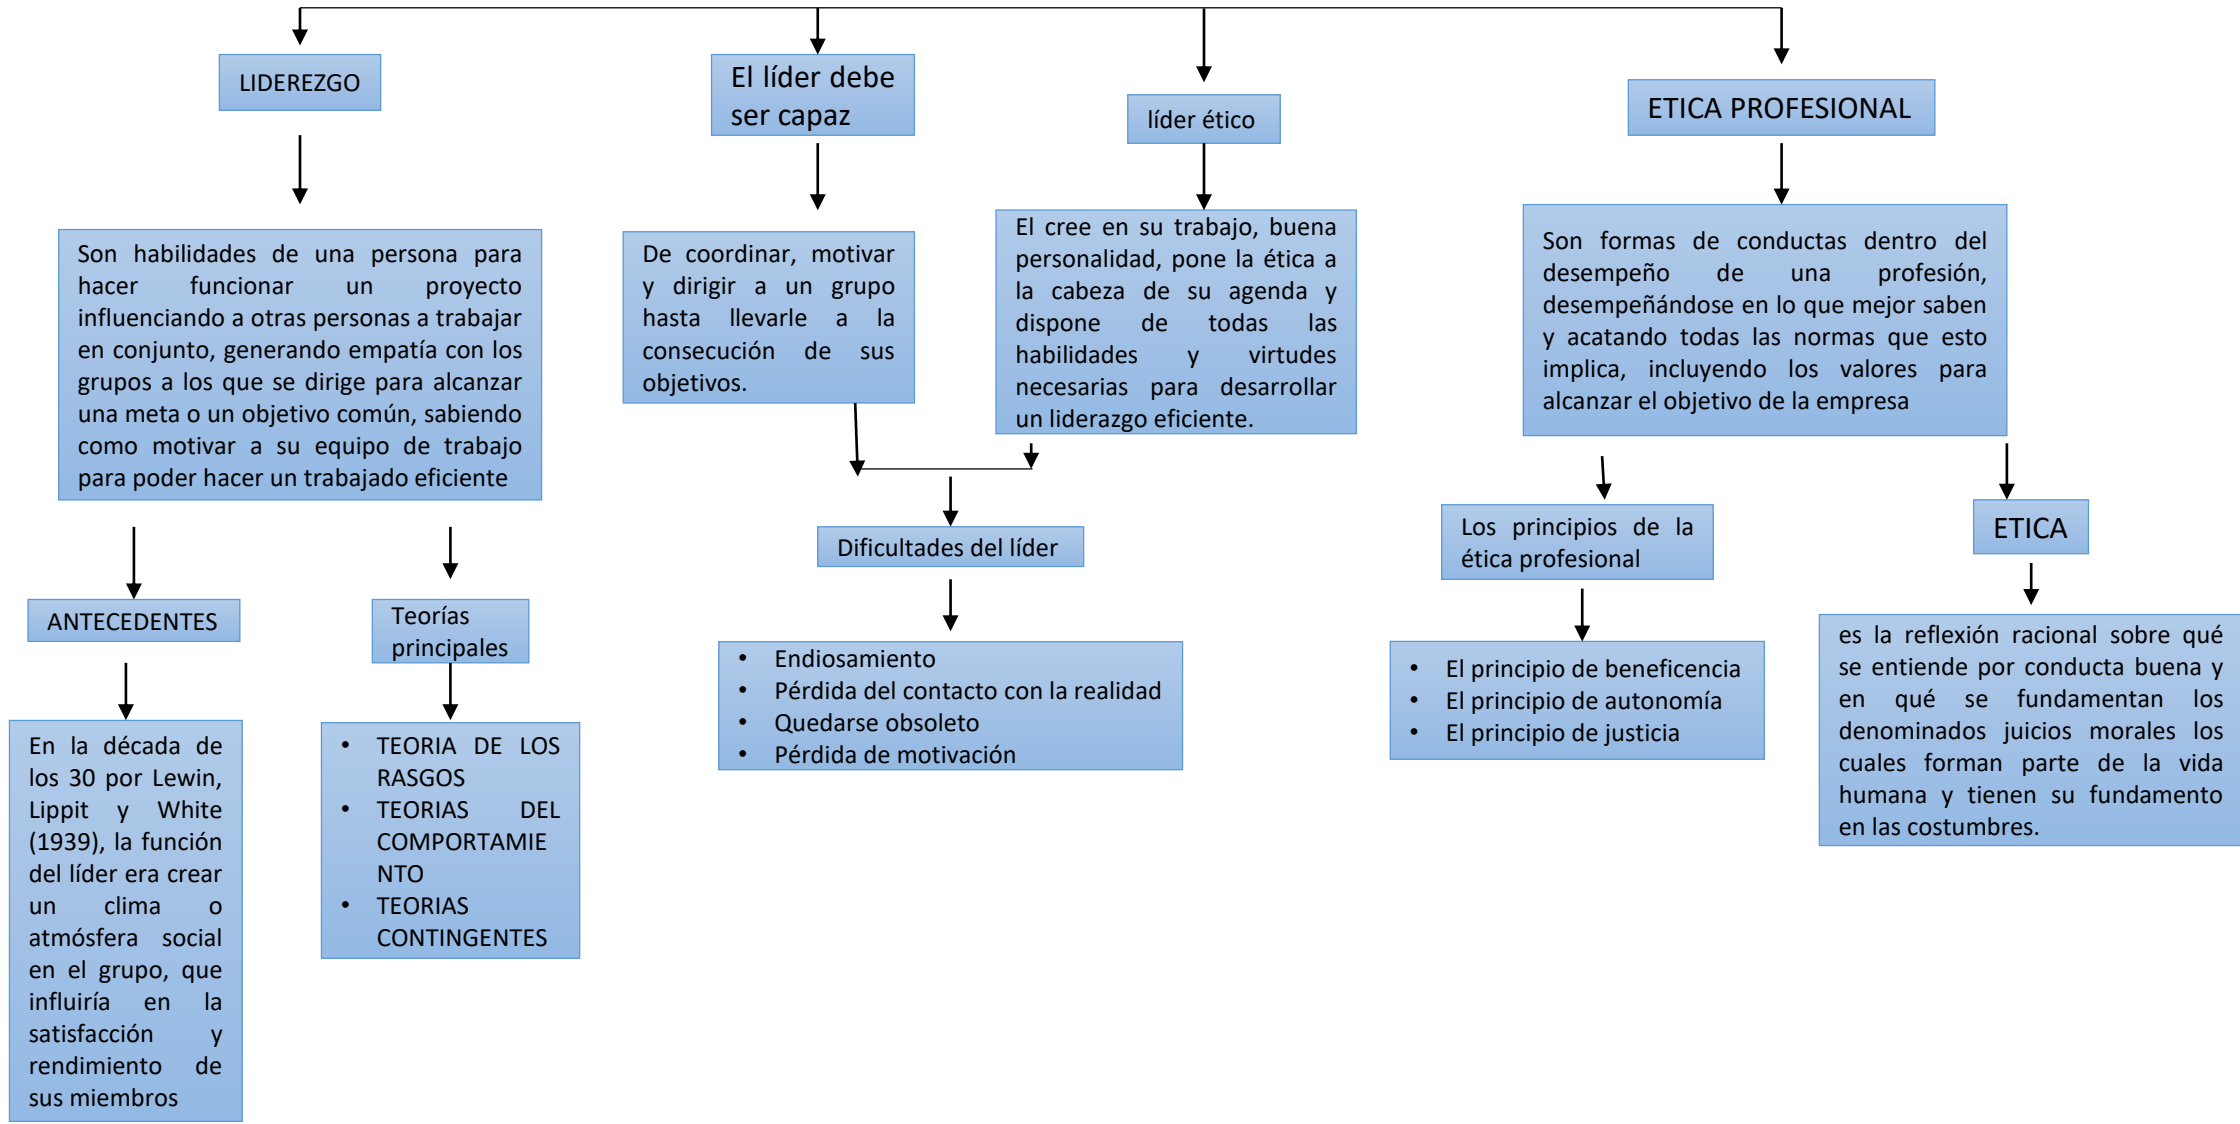 LIDEREZGO
El líder debe
ser capaz
líder ético
ETICA PROFESIONAL
Son habilidades de una persona para
hacer funcionar un proyecto
influenciando a otras personas a trabajar
en conjunto, generando empatía con los
grupos a los que se dirige para alcanzar
una meta o un objetivo común, sabiendo
como motivar a su equipo de trabajo
para poder hacer un trabajado eficiente
De coordinar, motivar
y dirigir a un grupo
hasta llevarle a la
consecución de sus
objetivos.
El cree en su trabajo, buena
personalidad, pone la ética a
la cabeza de su agenda y
dispone de todas las
habilidades y virtudes
necesarias para desarrollar
un liderazgo eficiente.
Son formas de conductas dentro del
desempeño de una profesión,
desempeñándose en lo que mejor saben
y acatando todas las normas que esto
implica, incluyendo los valores para
alcanzar el objetivo de la empresa
ANTECEDENTES
Teorías
principales
Dificultades del líder
Los principios de la
ética profesional
ETICA
En la década de
los 30 por Lewin,
Lippit y White
(1939), la función
del líder era crear
un clima o
atmósfera social
en el grupo, que
influiría en la
satisfacción y
rendimiento de
sus miembros
• TEORIA DE LOS
RASGOS
• TEORIAS DEL
COMPORTAMIE
NTO
• TEORIAS
CONTINGENTES
• Endiosamiento
• Pérdida del contacto con la realidad
• Quedarse obsoleto
• Pérdida de motivación
• El principio de beneficencia
• El principio de autonomía
• El principio de justicia
es la reflexión racional sobre qué
se entiende por conducta buena y
en qué se fundamentan los
denominados juicios morales los
cuales forman parte de la vida
humana y tienen su fundamento
en las costumbres.